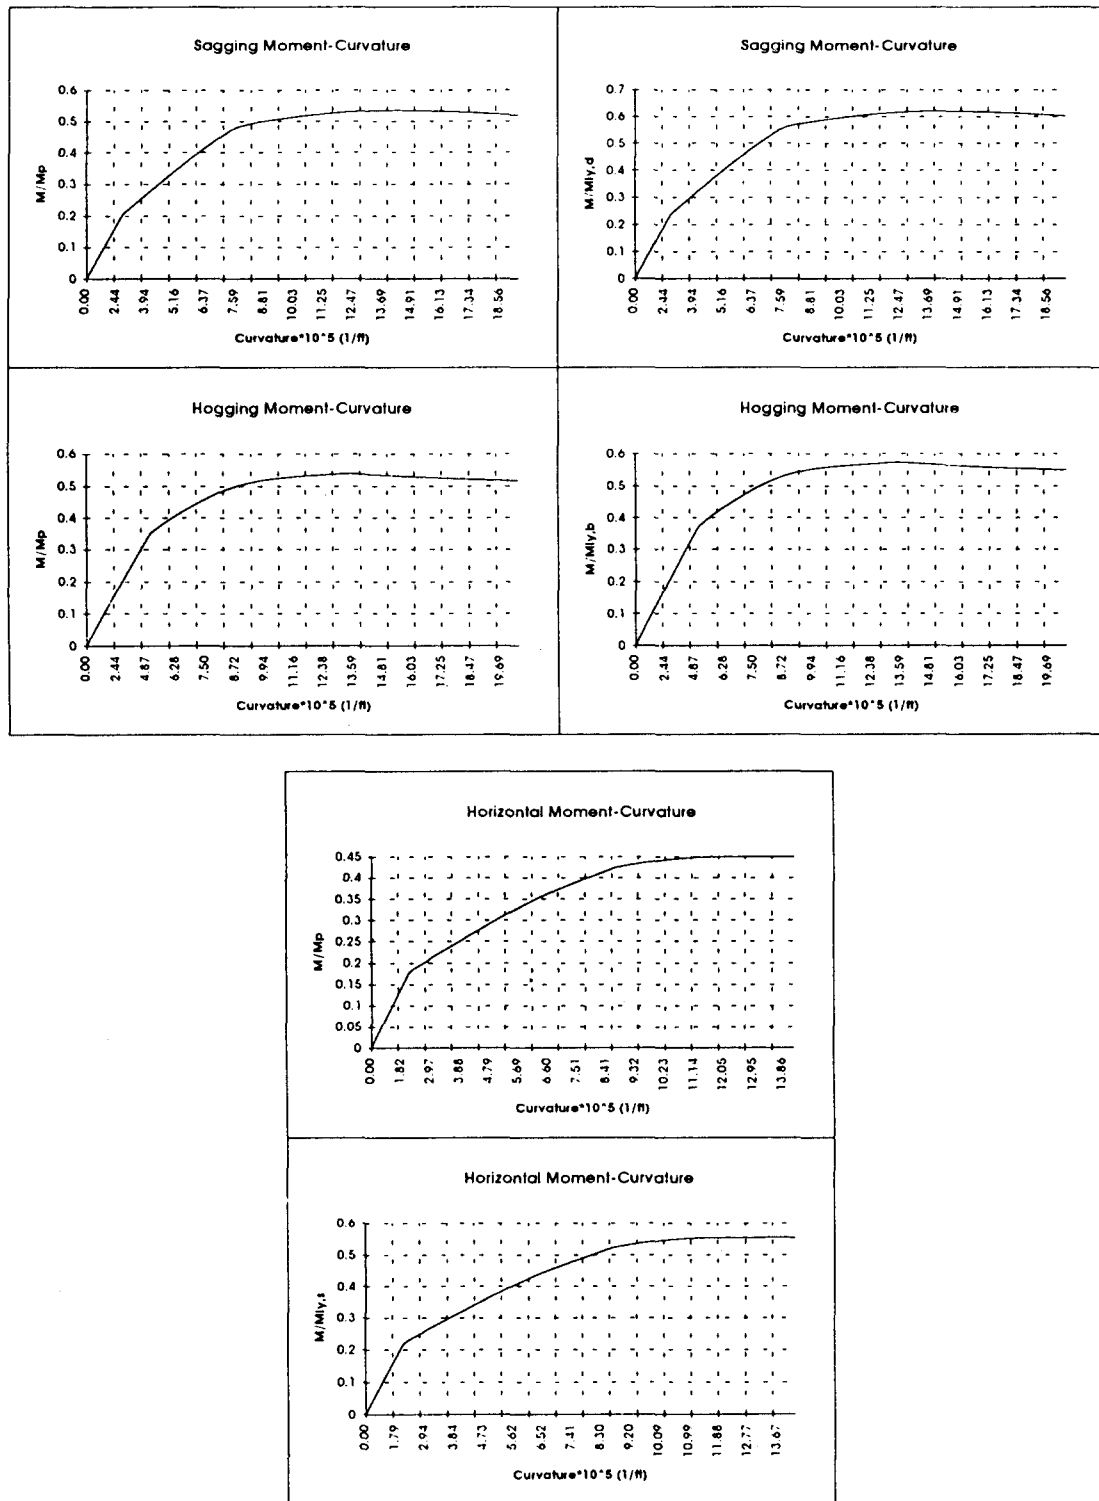 Sagging Moment-Curvature
M/Mp
0.6
0.5
0.4
0.3
0.2
0.1
0
0.00 2.44 3.94 5.16 6.37 7.59 8.81 10.03 11.25 12.47 13.69 14.91 16.13 17.34 18.56
Curvature*10^5 (1/ft)
Sagging Moment-Curvature
M/Mly,d
0.7
0.6
0.5
0.4
0.3
0.2
0.1
0
0.00 2.44 3.94 5.16 6.37 7.59 8.81 10.03 11.25 12.47 13.69 14.91 16.13 17.34 18.56
Curvature*10^5 (1/ft)
Hogging Moment-Curvature
M/Mp
0.6
0.5
0.4
0.3
0.2
0.1
0
0.00 2.44 4.87 6.28 7.50 8.72 9.94 11.16 12.38 13.59 14.81 16.03 17.25 18.47 19.69
Curvature*10^5 (1/ft)
Hogging Moment-Curvature
M/Mly,b
0.6
0.5
0.4
0.3
0.2
0.1
0
0.00 2.44 4.87 6.28 7.50 8.72 9.94 11.16 12.38 13.59 14.81 16.03 17.25 18.47 19.69
Curvature*10^5 (1/ft)
Horizontal Moment-Curvature
M/Mp
0.45
0.4
0.35
0.3
0.25
0.2
0.15
0.1
0.05
0
0.00 1.82 2.97 3.88 4.79 5.69 6.60 7.51 8.41 9.32 10.23 11.14 12.05 12.95 13.86
Curvature*10^5 (1/ft)
Horizontal Moment-Curvature
M/Mly,s
0.6
0.5
0.4
0.3
0.2
0.1
0
0.00 1.79 2.94 3.84 4.73 5.62 6.52 7.41 8.30 9.20 10.09 10.99 11.88 12.77 13.67
Curvature*10^5 (1/ft)